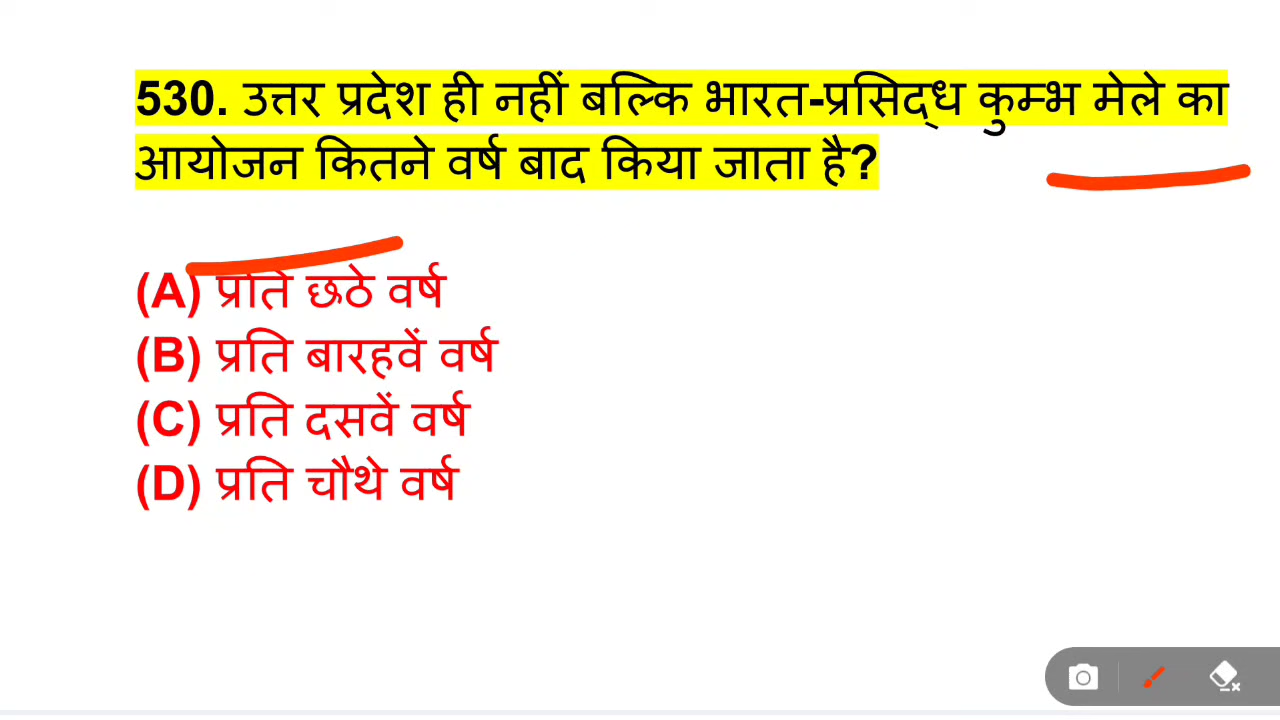 530. उत्तर प्रदेश ही नहीं बल्कि भारत-प्रसिद्ध कुम्भ मेले का
आयोजन कितने वर्ष बाद किया जाता है?
(A) प्रति छठे वर्ष
(B) प्रति बारहवें वर्ष
(C) प्रति दसवें वर्ष
(D) प्रति चौथे वर्ष